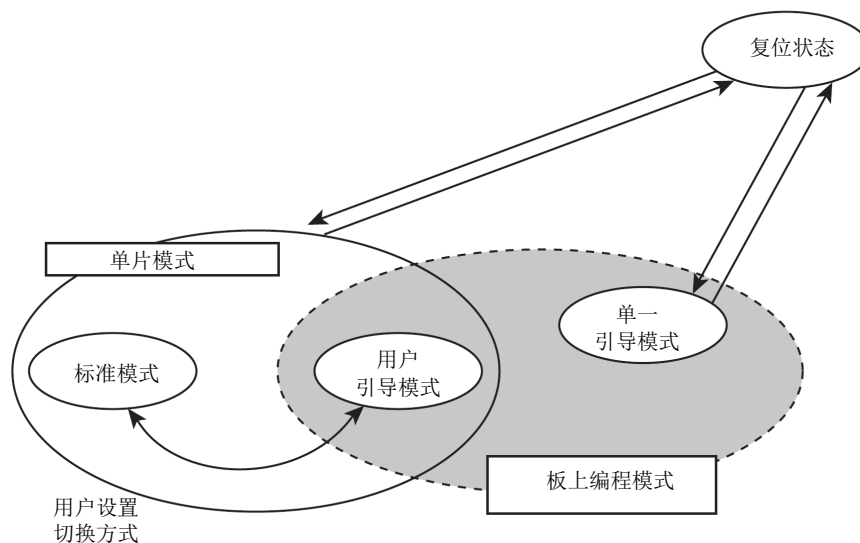 复位状态
单片模式
单一
引导模式
标准模式
用户
引导模式
板上编程模式
用户设置
切换方式